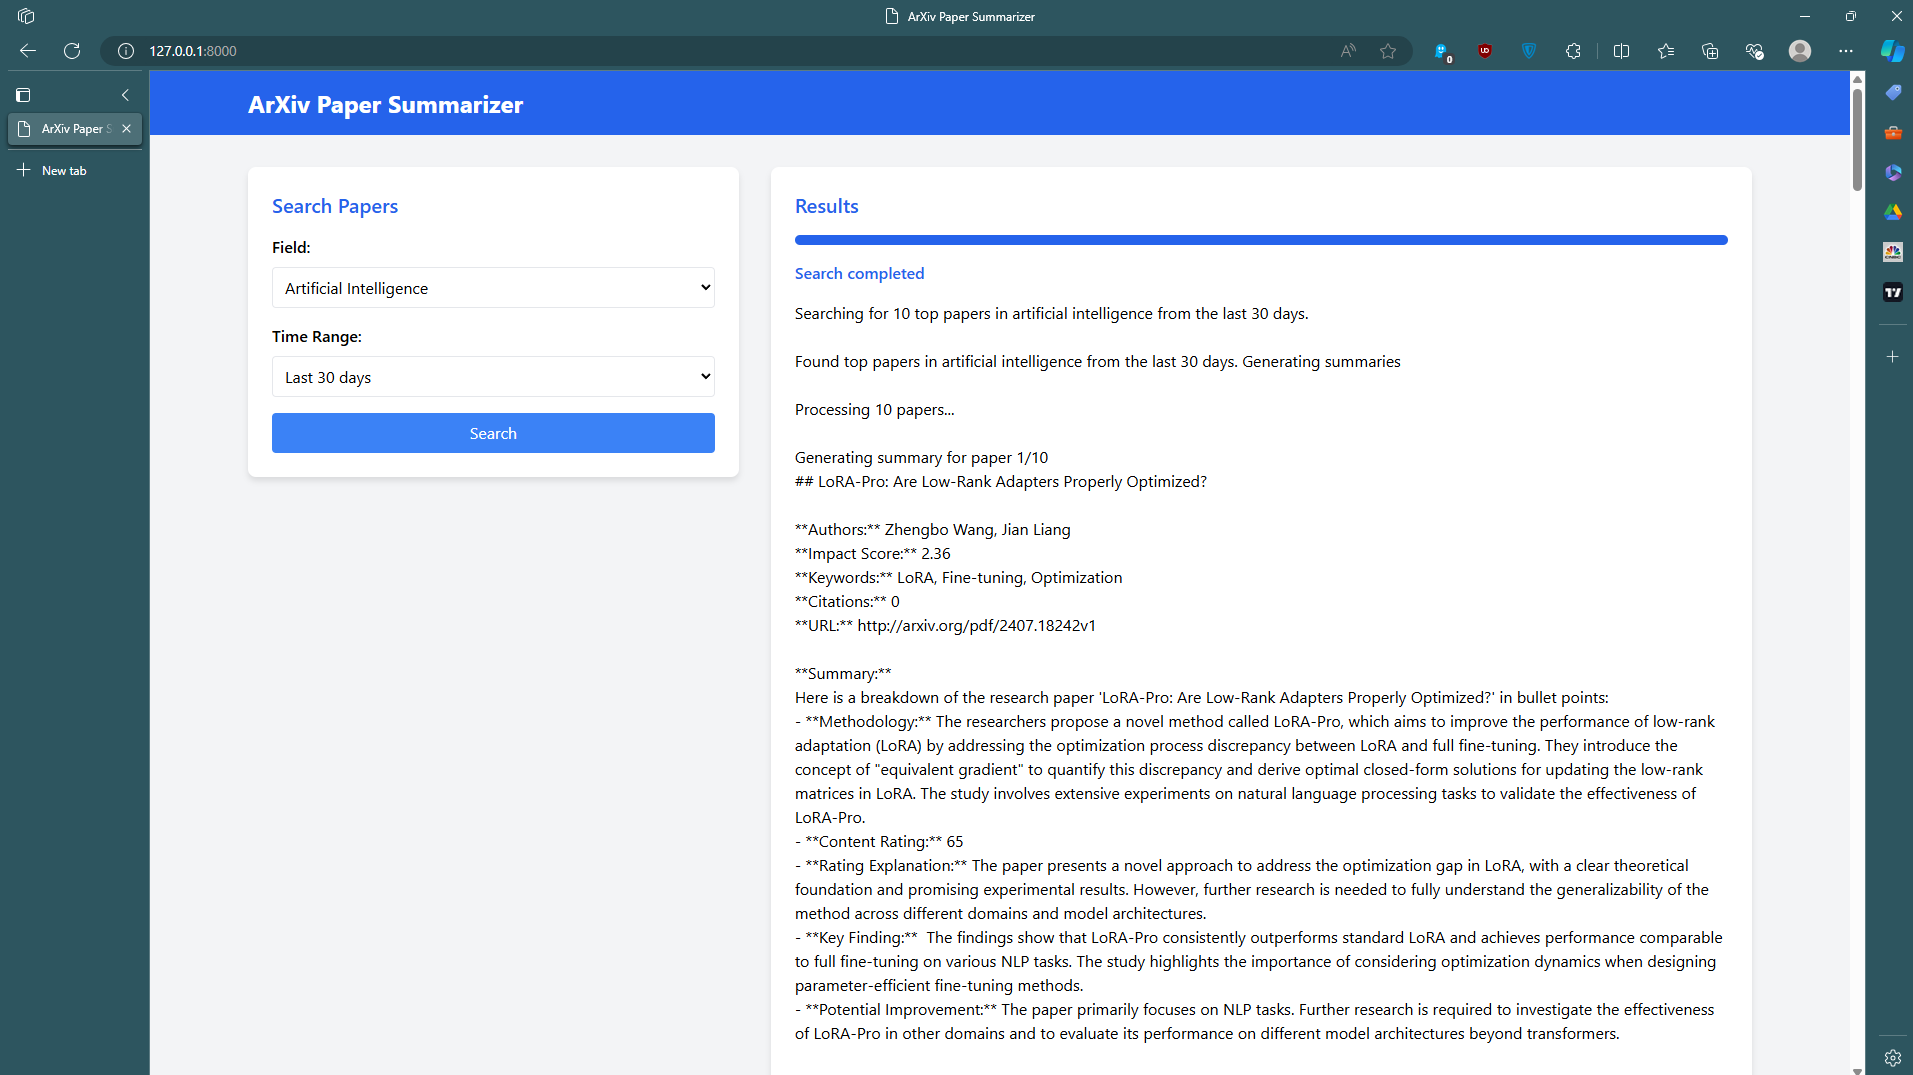 ArXiv Paper Summarizer
127.0.0.1:8000
0
ArXiv Paper S
New tab
ArXiv Paper Summarizer
Search Papers
Field:
Artificial Intelligence
Time Range:
Last 30 days
Search
Results
Search completed
Searching for 10 top papers in artificial intelligence from the last 30 days.
Found top papers in artificial intelligence from the last 30 days. Generating summaries
Processing 10 papers...
Generating summary for paper 1/10
## LoRA-Pro: Are Low-Rank Adapters Properly Optimized?
**Authors:** Zhengbo Wang, Jian Liang
**Impact Score:** 2.36
**Keywords:** LoRA, Fine-tuning, Optimization
**Citations:** 0
**URL:** http://arxiv.org/pdf/2407.18242v1
**Summary:**
Here is a breakdown of the research paper 'LoRA-Pro: Are Low-Rank Adapters Properly Optimized?' in bullet points:
- **Methodology:** The researchers propose a novel method called LoRA-Pro, which aims to improve the performance of low-rank
adaptation (LoRA) by addressing the optimization process discrepancy between LoRA and full fine-tuning. They introduce the
concept of "equivalent gradient" to quantify this discrepancy and derive optimal closed-form solutions for updating the low-rank
matrices in LoRA. The study involves extensive experiments on natural language processing tasks to validate the effectiveness of
LoRA-Pro.
- **Content Rating:** 65
- **Rating Explanation:** The paper presents a novel approach to address the optimization gap in LoRA, with a clear theoretical
foundation and promising experimental results. However, further research is needed to fully understand the generalizability of the
method across different domains and model architectures.
- **Key Finding:**  The findings show that LoRA-Pro consistently outperforms standard LoRA and achieves performance comparable
to full fine-tuning on various NLP tasks. The study highlights the importance of considering optimization dynamics when designing
parameter-efficient fine-tuning methods.
- **Potential Improvement:** The paper primarily focuses on NLP tasks. Further research is required to investigate the effectiveness
of LoRA-Pro in other domains and to evaluate its performance on different model architectures beyond transformers.